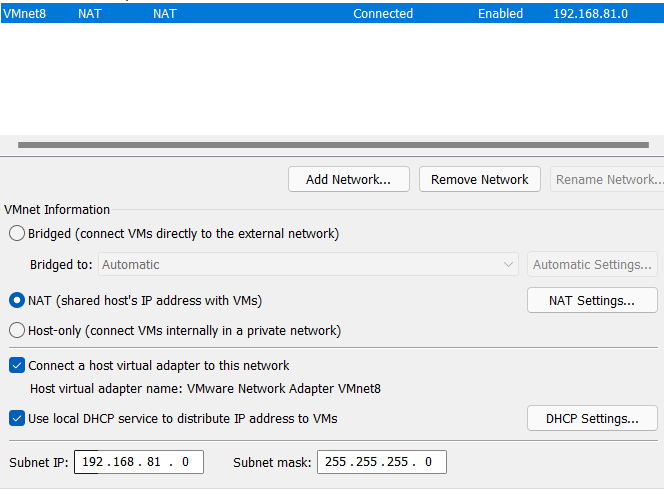 VMnet8 NAT NAT Connected Enabled 192.168.81.0
Add Network... Remove Network Rename Network...
VMnet Information
Bridged (connect VMs directly to the external network)
Bridged to: Automatic Automatic Settings...
NAT (shared host's IP address with VMs) NAT Settings...
Host-only (connect VMs internally in a private network)
Connect a host virtual adapter to this network
Host virtual adapter name: VMware Network Adapter VMnet8
Use local DHCP service to distribute IP address to VMs DHCP Settings...
Subnet IP: 192 . 168 . 81 . 0 Subnet mask: 255 . 255 . 255 . 0